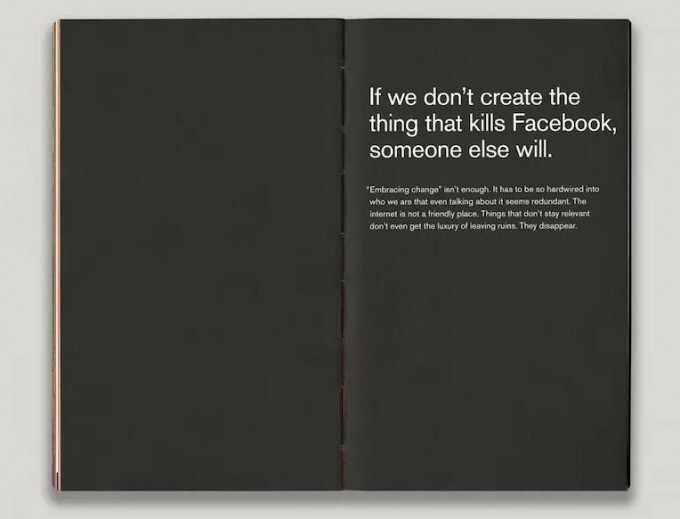 If we don't create the
thing that kills Facebook,
someone else will.
"Embracing change" isn't enough. It has to be so hardwired into
who we are that even talking about it seems redundant. The
internet is not a friendly place. Things that don't stay relevant
don't even get the luxury of leaving ruins. They disappear.